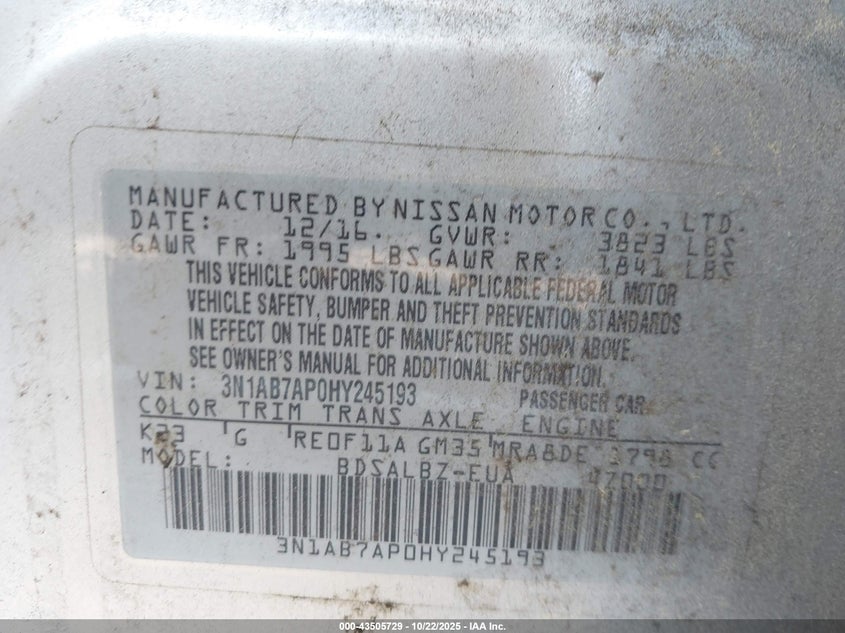 MANUFACTURED BY NISSAN MOTOR CO., LTD.
DATE: 12/16. GVWR: 3823 LBS
GAWR FR: 1995 LBS GAWR RR: 1841 LBS
THIS VEHICLE CONFORMS TO ALL APPLICABLE FEDERAL MOTOR
VEHICLE SAFETY, BUMPER AND THEFT PREVENTION STANDARDS
IN EFFECT ON THE DATE OF MANUFACTURE SHOWN ABOVE.
SEE OWNER'S MANUAL FOR ADDITIONAL INFORMATION.
VIN: 3N1AB7AP0HY245193 PASSENGER CAR
COLOR TRIM TRANS AXLE ENGINE
K23 G RE0F11A GM35 MRA8DE 1798 CC
MODEL: BDSALBZ-EUA 47000
3N1AB7AP0HY245193
000-43505729 - 10/22/2025 - IAA Inc.